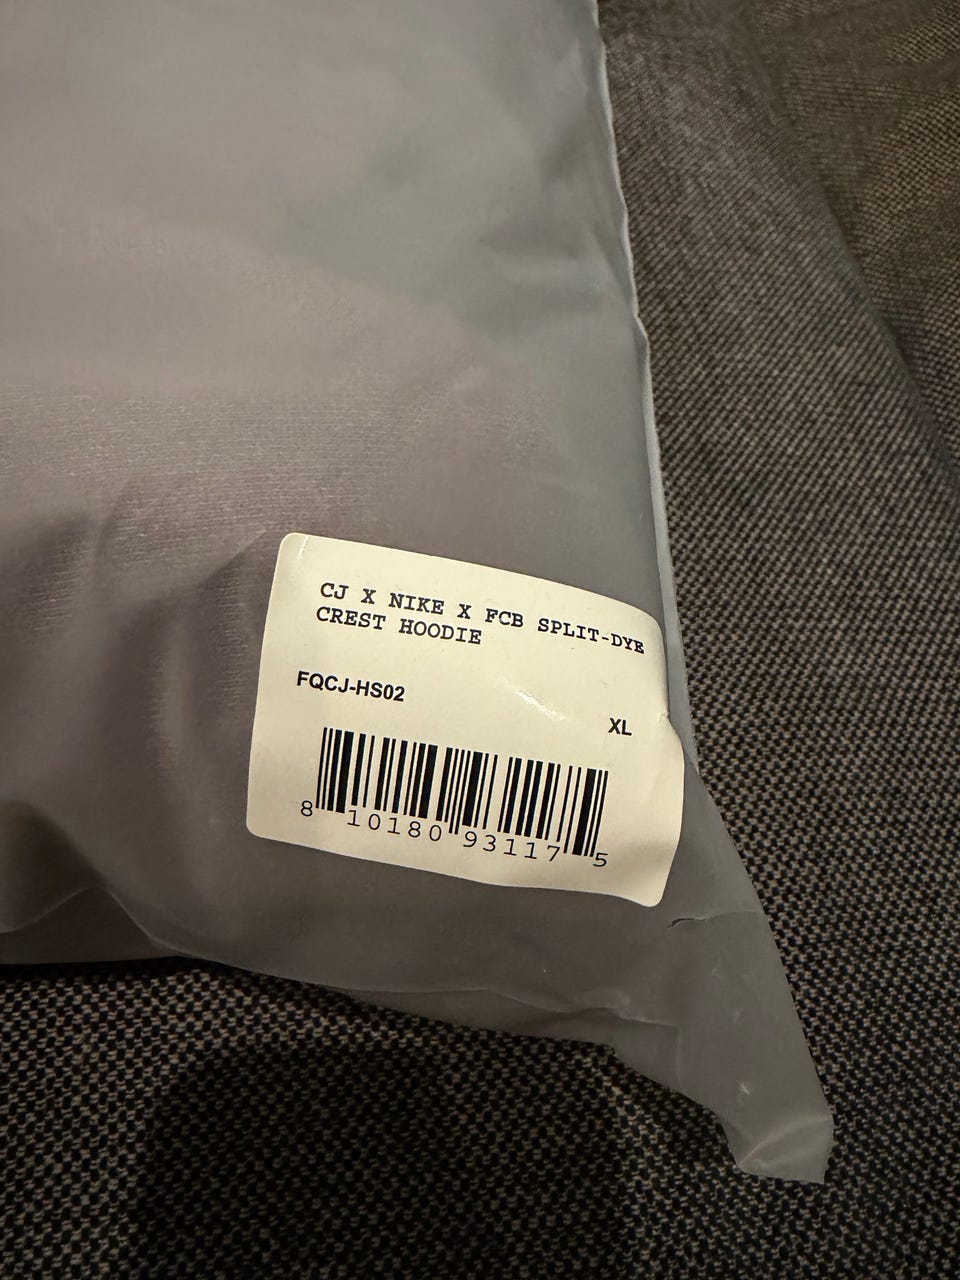 CJ X NIKE X FCB SPLIT-DYE
CREST HOODIE
FQCJ-HS02
XL
8 10180 93117 5